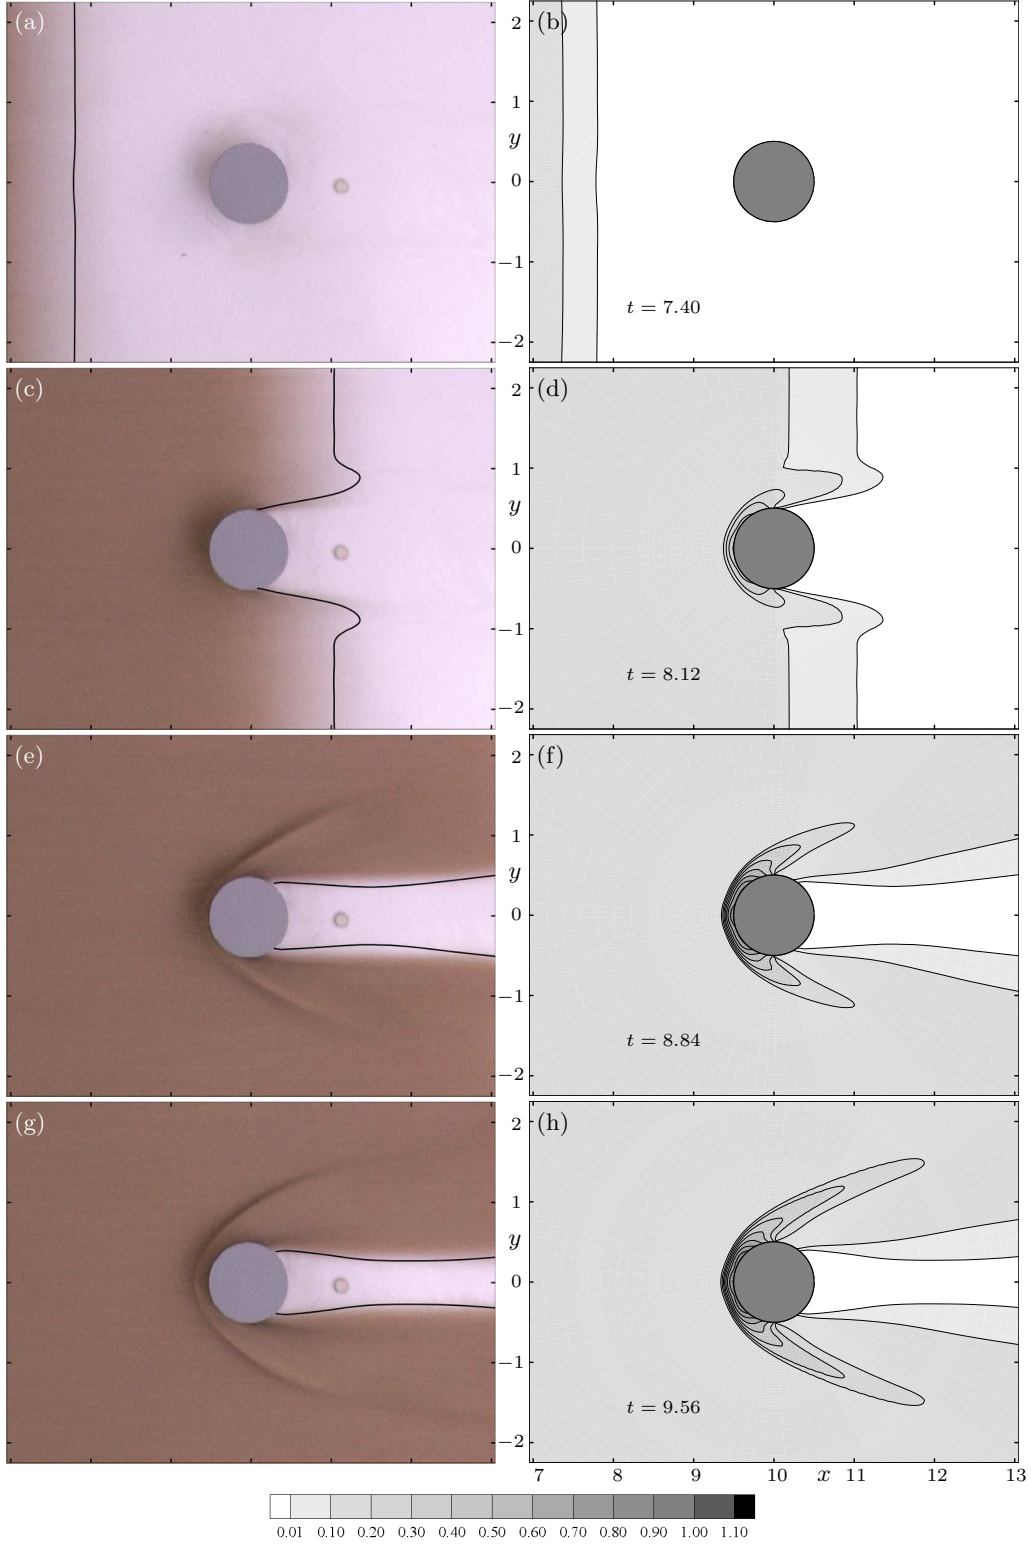 (a) (b)
2
1
y
0
−1
t = 7.40
−2
(c) (d)
2
1
y
0
−1
t = 8.12
−2
(e) (f)
2
1
y
0
−1
t = 8.84
−2
(g) (h)
2
1
y
0
−1
t = 9.56
−2
7 8 9 10 x 11 12 13
0.01 0.10 0.20 0.30 0.40 0.50 0.60 0.70 0.80 0.90 1.00 1.10